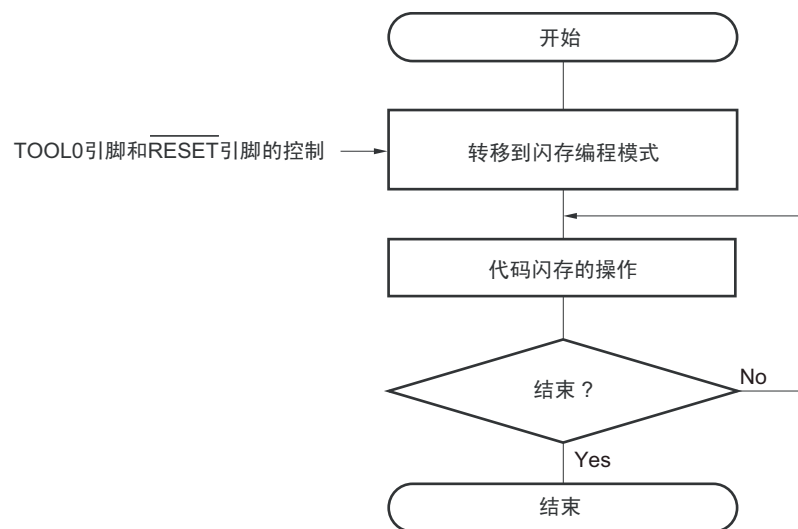 开始
TOOL0引脚和RESET引脚的控制
转移到闪存编程模式
代码闪存的操作
结束？
No
Yes
结束